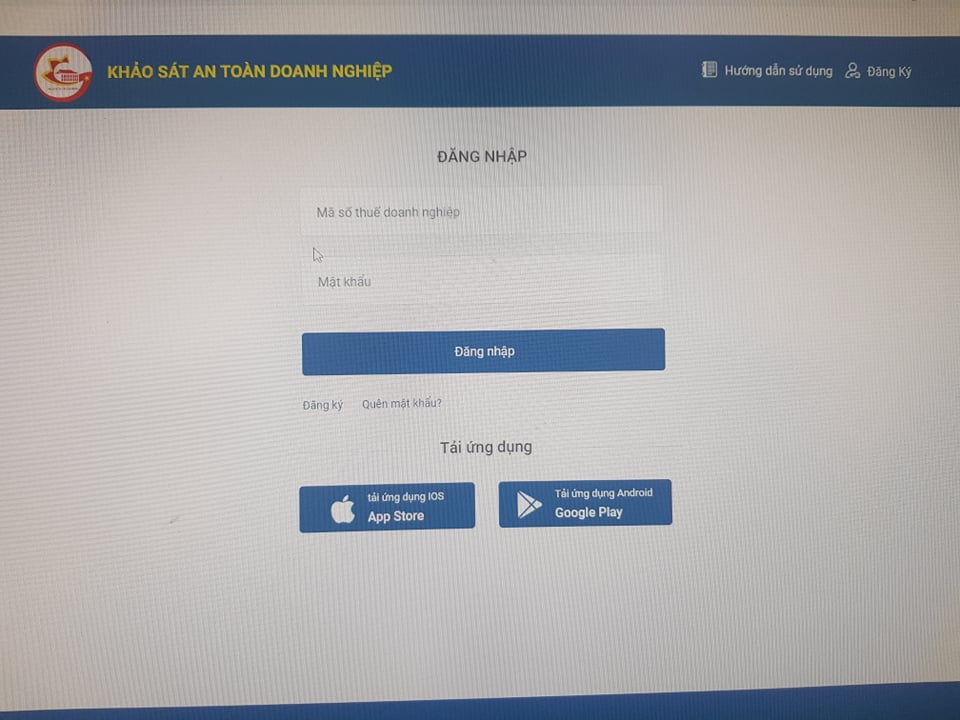 KHẢO SÁT AN TOÀN DOANH NGHIỆP
Hướng dẫn sử dụng
Đăng Ký
ĐĂNG NHẬP
Mã số thuế doanh nghiệp
Mật khẩu
Đăng nhập
Đăng ký
Quên mật khẩu?
Tải ứng dụng
tải ứng dụng IOS
App Store
Tải ứng dụng Android
Google Play